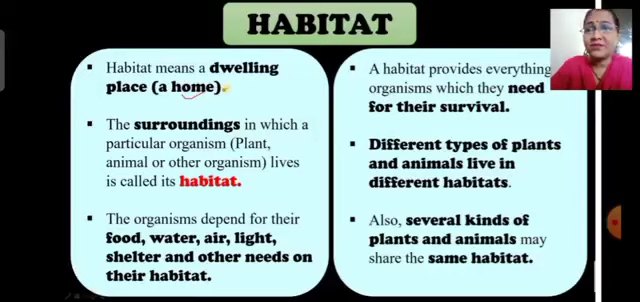 HABITAT
▪ Habitat means a dwelling
place (a home).
▪ The surroundings in which a
particular organism (Plant,
animal or other organism) lives
is called its habitat.
▪ The organisms depend for their
food, water, air, light,
shelter and other needs on
their habitat.
▪ A habitat provides everything
organisms which they need
for their survival.
▪ Different types of plants
and animals live in
different habitats.
▪ Also, several kinds of
plants and animals may
share the same habitat.